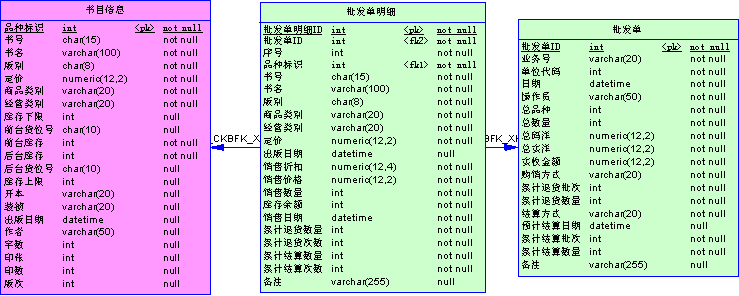 书目信息
品种标识 int <pk> not null
书号 char(15) not null
书名 varchar(100) not null
版别 char(8) not null
定价 numeric(12,2) not null
商品类别 varchar(20) not null
经营类别 varchar(20) not null
库存下限 int null
前台货位号 char(10) null
前台库存 int not null
后台库存 int not null
后台货位号 char(10) null
库存上限 int null
开本 varchar(20) null
装祯 varchar(20) null
出版日期 datetime null
作者 varchar(50) null
字数 int null
印张 int null
印数 int null
版次 int null
_CKBFK_X
批发单明细
批发单明细ID int <pk> not null
批发单ID int <fk2> not null
序号 int not null
品种标识 int <fk1> not null
书号 char(15) not null
书名 varchar(100) not null
版别 char(8) not null
商品类别 varchar(20) not null
经营类别 varchar(20) not null
定价 numeric(12,2) not null
出版日期 datetime null
销售折扣 numeric(12,4) not null
销售价格 numeric(12,2) not null
销售数量 int not null
库存余额 int not null
销售日期 datetime not null
累计退货数量 int not null
累计退货次数 int not null
累计结算数量 int not null
累计结算次数 int not null
备注 varchar(255) null
BFK_X
批发单
批发单ID int <pk> not null
业务号 varchar(20) not null
单位代码 int not null
日期 datetime not null
操作员 varchar(50) not null
总品种 int not null
总数量 int not null
总码洋 numeric(12,2) not null
总实洋 numeric(12,2) not null
实收金额 numeric(12,2) not null
购销方式 varchar(20) not null
累计退货批次 int not null
累计退货数量 int not null
结算方式 varchar(20) not null
预计结算日期 datetime null
累计结算批次 int not null
累计结算数量 int not null
备注 varchar(255) null